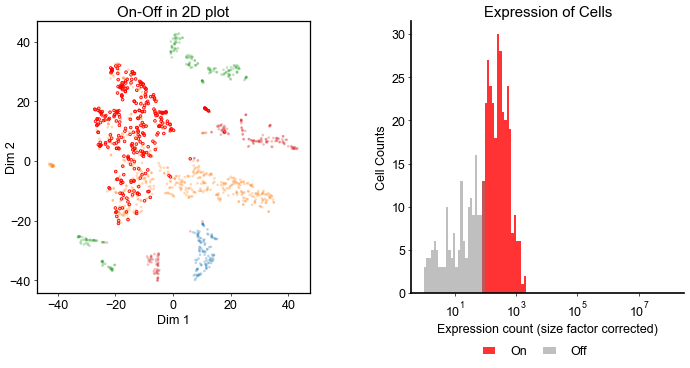 On-Off in 2D plot
40
20
0
−20
−40
Dim 2
−40 −20 0 20 40
Dim 1
Expression of Cells
30
25
20
15
10
5
0
Cell Counts
10^1 10^3 10^5 10^7
Expression count (size factor corrected)
On Off